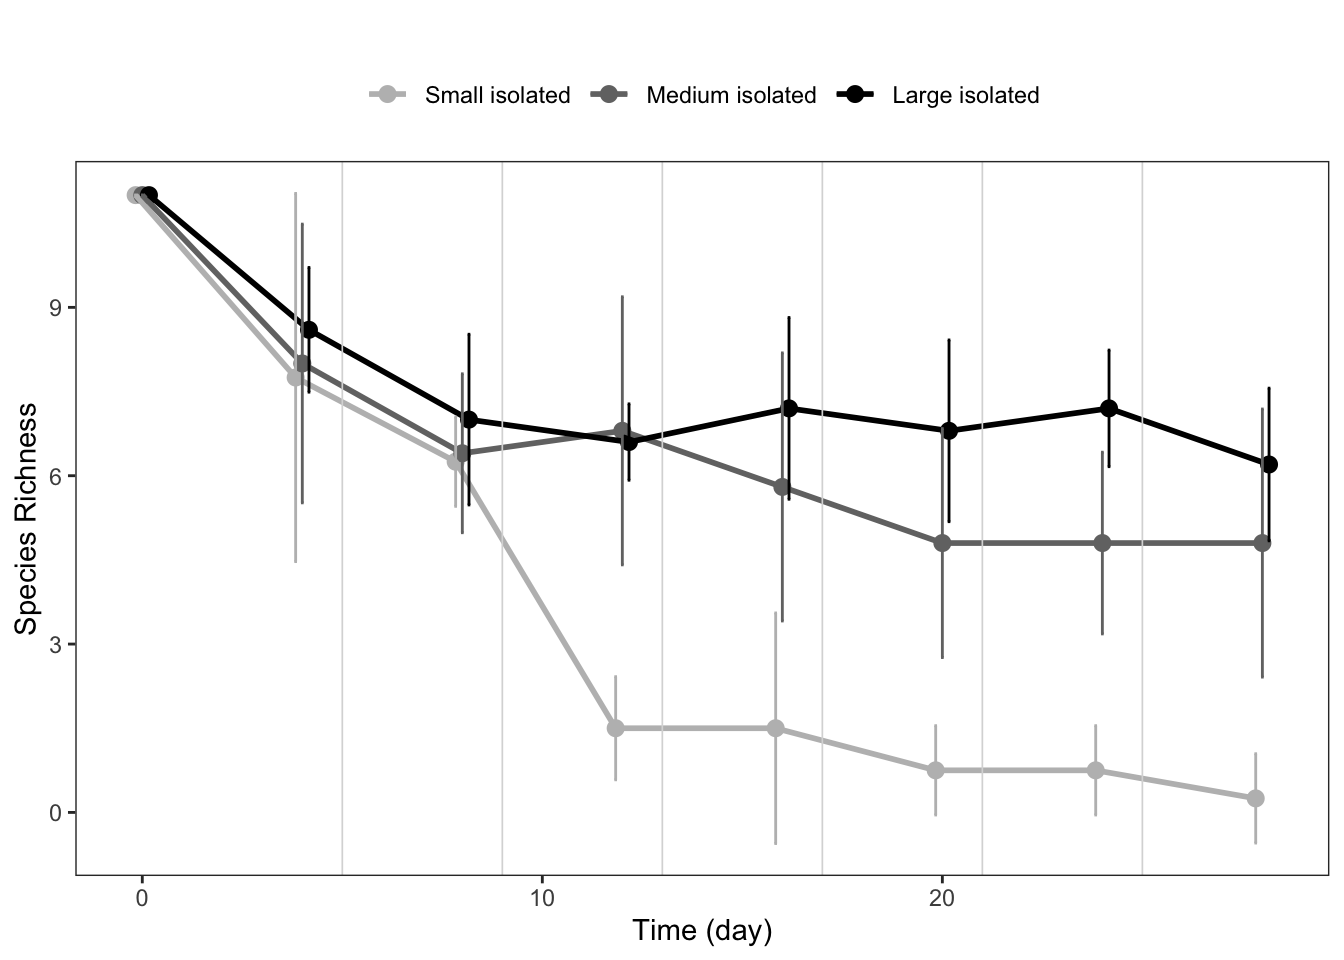 Small isolated Medium isolated Large isolated
Species Richness
9
6
3
0
0 10 20
Time (day)